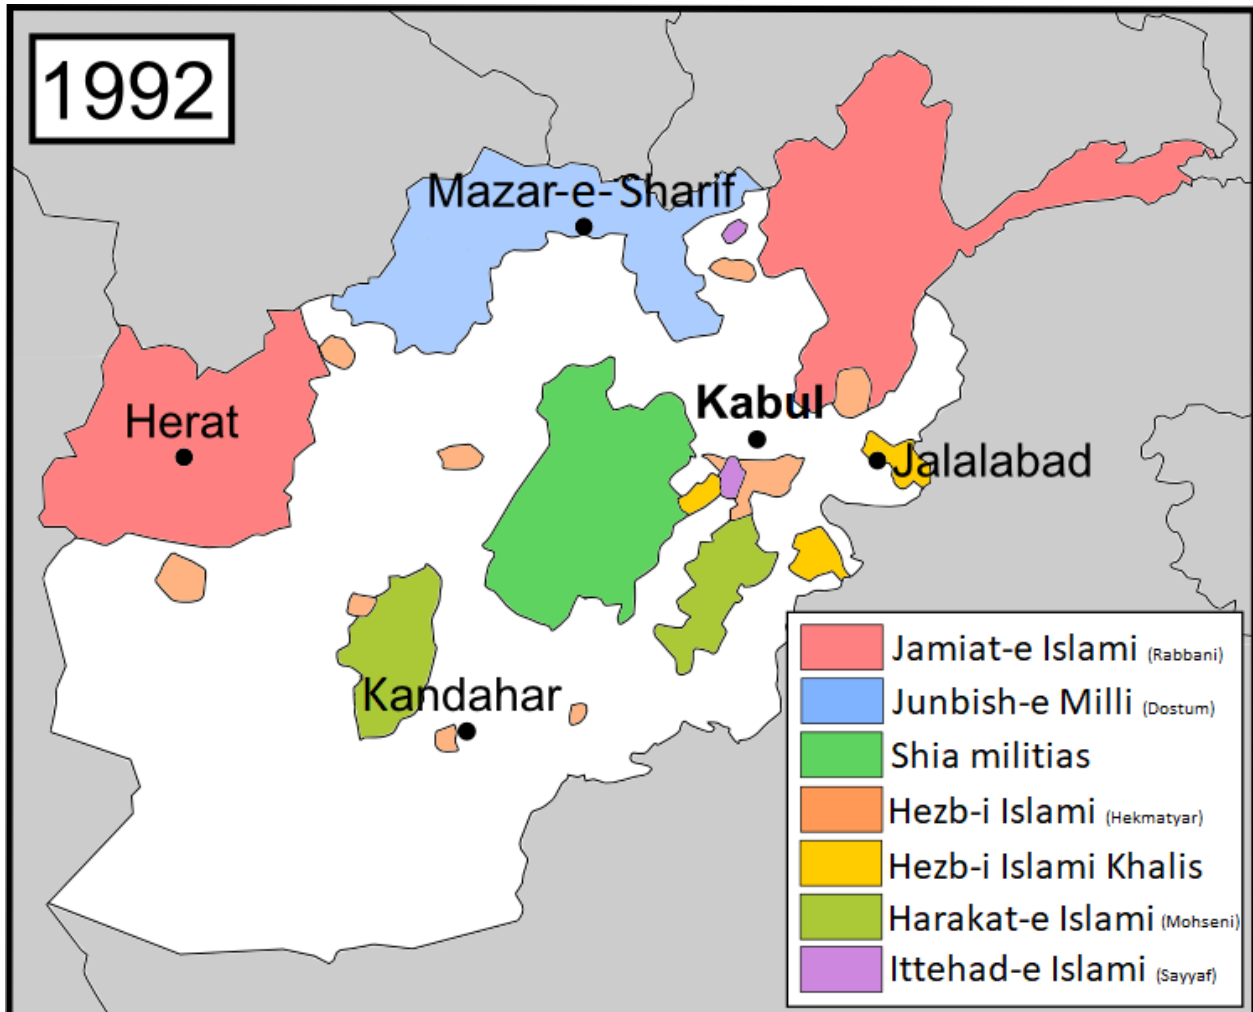 1992
Mazar-e-Sharif
Kabul
Herat
Jalalabad
Kandahar
Jamiat-e Islami (Rabbani)
Junbish-e Milli (Dostum)
Shia militias
Hezb-i Islami (Hekmatyar)
Hezb-i Islami Khalis
Harakat-e Islami (Mohseni)
Ittehad-e Islami (Sayyaf)